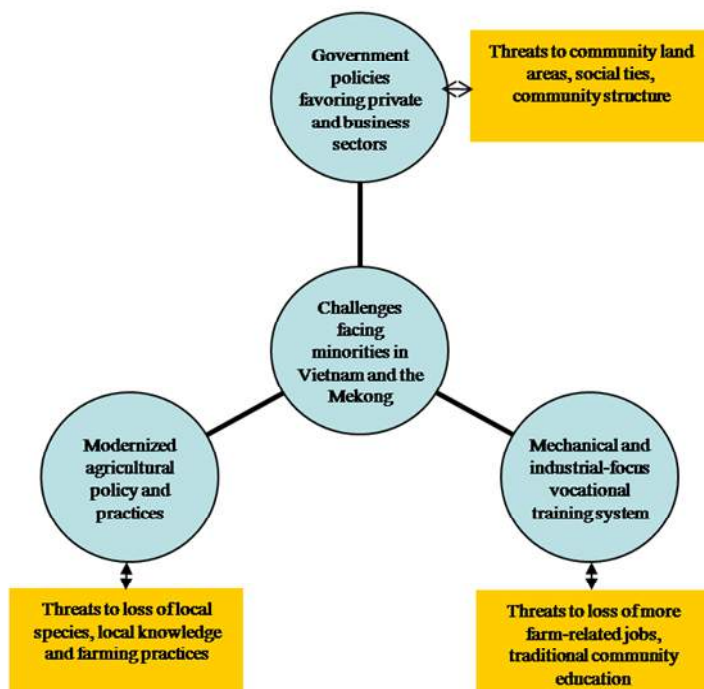 Government
policies
favoring private
and business
sectors
Threats to community land
areas, social ties,
community structure
Challenges
facing
minorities in
Vietnam and the
Mekong
Modernized
agricultural
policy and
practices
Mechanical and
industrial-focus
vocational
training system
Threats to loss of local
species, local knowledge
and farming practices
Threats to loss of more
farm-related jobs,
traditional community
education